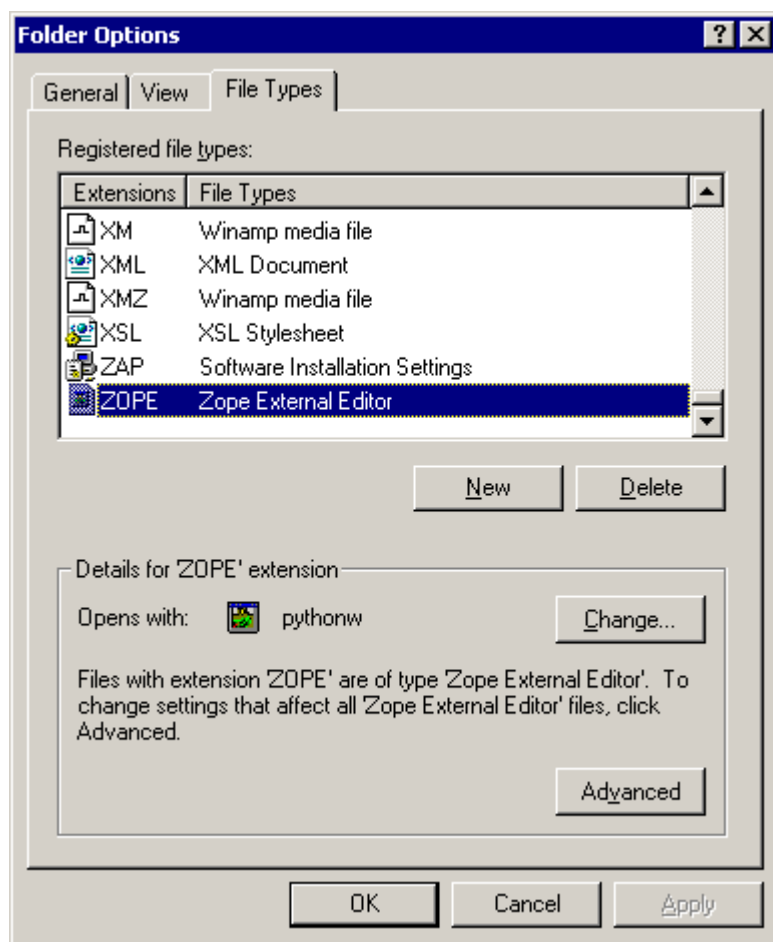 Folder Options
General View File Types
Registered file types:
Extensions File Types
XM Winamp media file
XML XML Document
XMZ Winamp media file
XSL XSL Stylesheet
ZAP Software Installation Settings
ZOPE Zope External Editor
New Delete
Details for 'ZOPE' extension
Opens with: pythonw Change...
Files with extension 'ZOPE' are of type 'Zope External Editor'. To
change settings that affect all 'Zope External Editor' files, click
Advanced.
Advanced
OK Cancel Apply